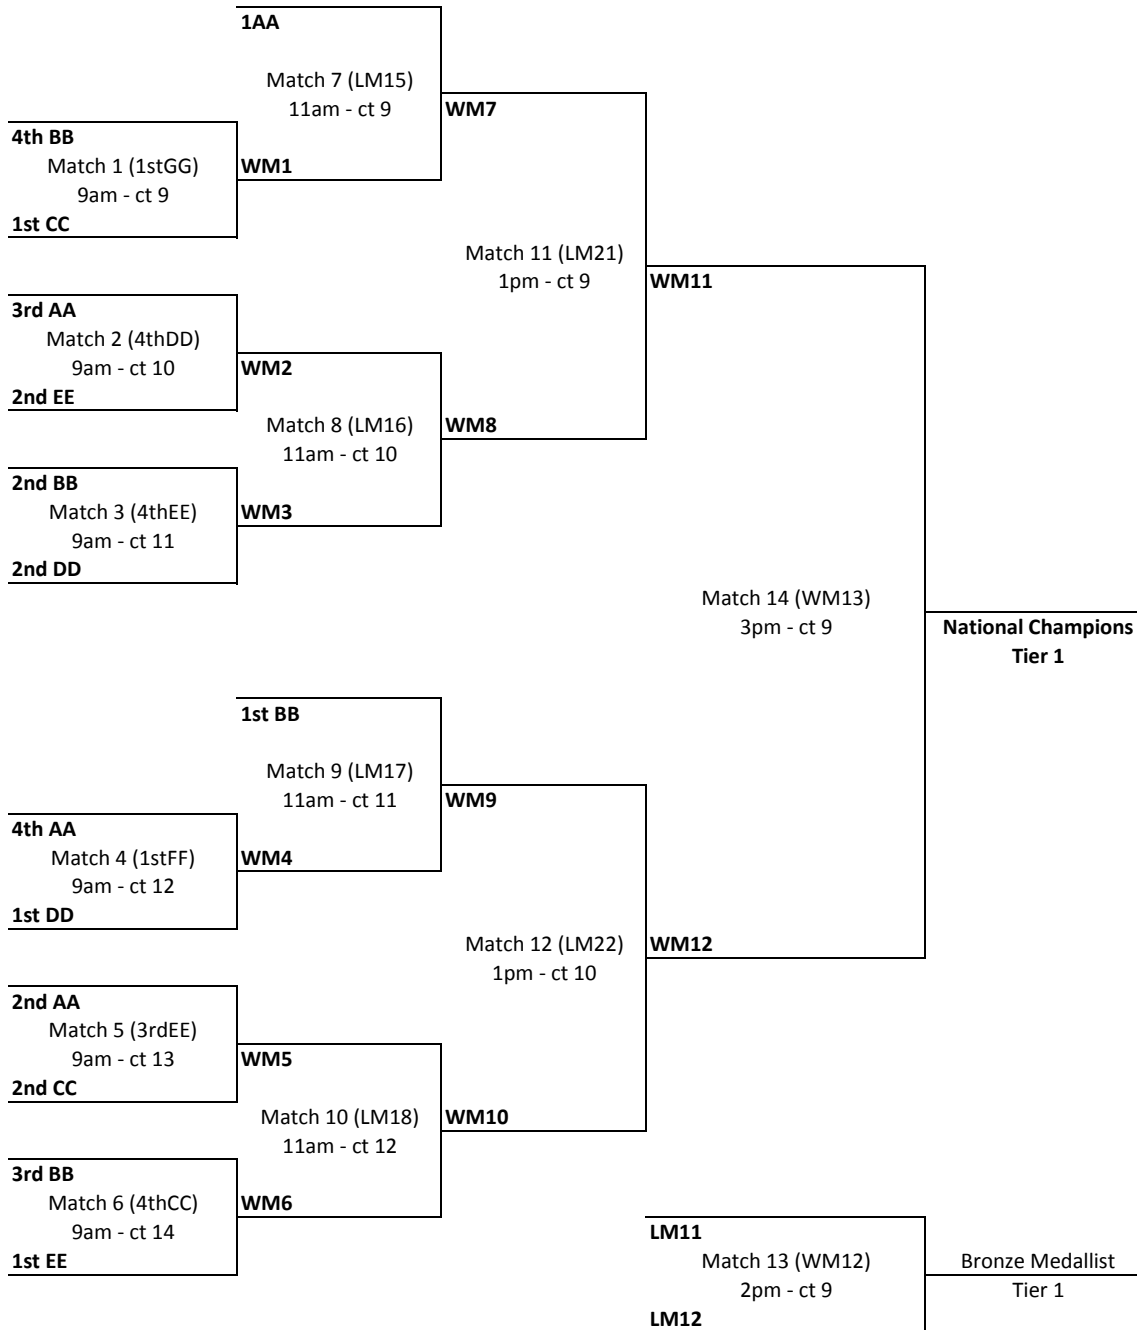 1AA
Match 7 (LM15)
11am - ct 9
WM7
4th BB
Match 1 (1stGG)
WM1
9am - ct 9
1st CC
Match 11 (LM21)
1pm - ct 9
WM11
3rd AA
Match 2 (4thDD)
9am - ct 10
WM2
2nd EE
Match 8 (LM16)
WM8
11am - ct 10
2nd BB
Match 3 (4thEE)
WM3
9am - ct 11
2nd DD
Match 14 (WM13)
3pm - ct 9
National Champions
Tier 1
1st BB
Match 9 (LM17)
11am - ct 11
WM9
4th AA
Match 4 (1stFF)
WM4
9am - ct 12
1st DD
Match 12 (LM22)
WM12
1pm - ct 10
2nd AA
Match 5 (3rdEE)
9am - ct 13
WM5
2nd CC
Match 10 (LM18)
WM10
11am - ct 12
3rd BB
Match 6 (4thCC)
WM6
9am - ct 14
1st EE
LM11
Match 13 (WM12)
Bronze Medallist
2pm - ct 9
Tier 1
LM12